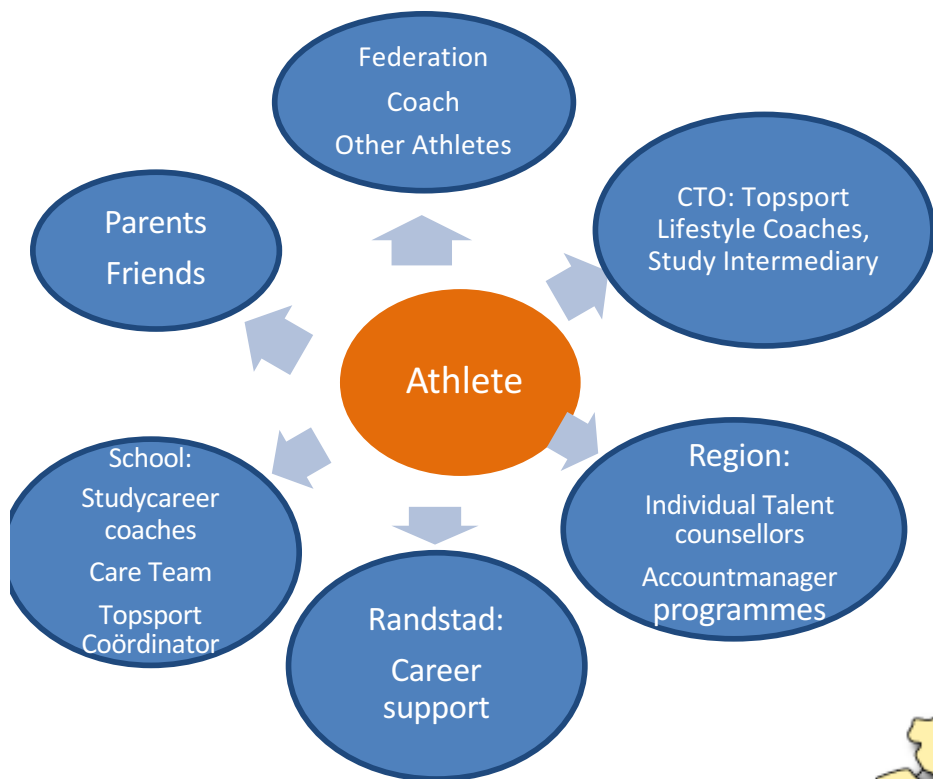 Federation
Coach
Other Athletes
CTO: Topsport
Lifestyle Coaches,
Study Intermediary
Parents
Friends
Athlete
Region:
Individual Talent
counsellors
Accountmanager
programmes
School:
Studycareer
coaches
Care Team
Topsport
Coördinator
Randstad:
Career
support